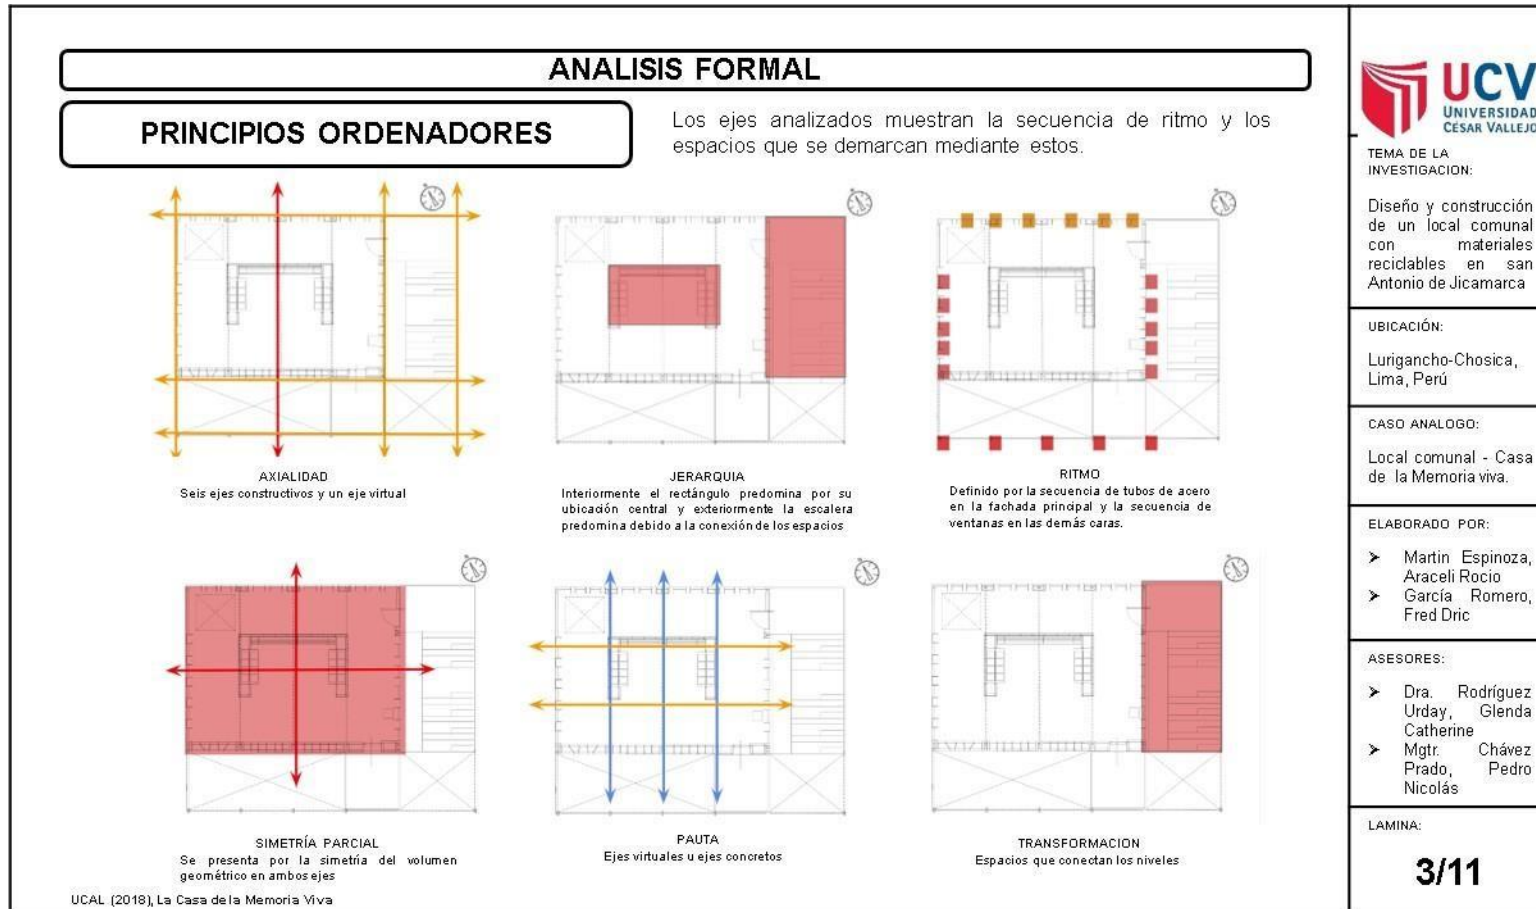 ANALISIS FORMAL
PRINCIPIOS ORDENADORES
Los ejes analizados muestran la secuencia de ritmo y los
espacios que se demarcan mediante estos.
AXIALIDAD
Seis ejes constructivos y un eje virtual
JERARQUIA
Interiormente el rectángulo predomina por su
ubicación central y exteriormente la escalera
predomina debido a la conexión de los espacios
RITMO
Definido por la secuencia de tubos de acero
en la fachada principal y la secuencia de
ventanas en las demás caras.
SIMETRÍA PARCIAL
Se presenta por la simetría del volumen
geométrico en ambos ejes
PAUTA
Ejes virtuales u ejes concretos
TRANSFORMACION
Espacios que conectan los niveles
UCAL (2018), La Casa de la Memoria Viva
UCV
UNIVERSIDAD
CÉSAR VALLEJO
TEMA DE LA
INVESTIGACION:
Diseño y construcción
de un local comunal
con materiales
reciclables en san
Antonio de Jicamarca
UBICACIÓN:
Lurigancho-Chosica,
Lima, Perú
CASO ANALOGO:
Local comunal - Casa
de la Memoria viva.
ELABORADO POR:
➤ Martin Espinoza,
Araceli Rocio
➤ García Romero,
Fred Dric
ASESORES:
➤ Dra. Rodríguez
Urday, Glenda
Catherine
➤ Mgtr. Chávez
Prado, Pedro
Nicolás
LAMINA:
3/11